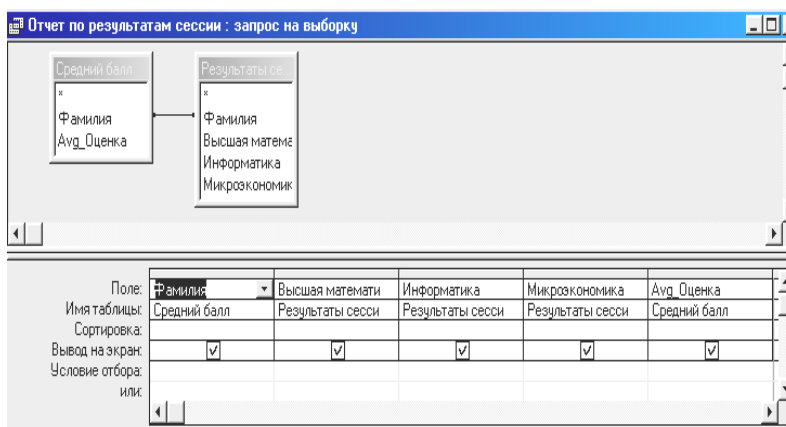 Отчет по результатам сессии : запрос на выборку
Средний балл
*
Фамилия
Avg_Оценка
Результаты се
*
Фамилия
Высшая матема
Информатика
Микроэкономик
Поле: Фамилия Высшая математи Информатика Микроэкономика Avg_Оценка
Имя таблицы: Средний балл Результаты сесси Результаты сесси Результаты сесси Средний балл
Сортировка:
Вывод на экран:
Условие отбора:
или: